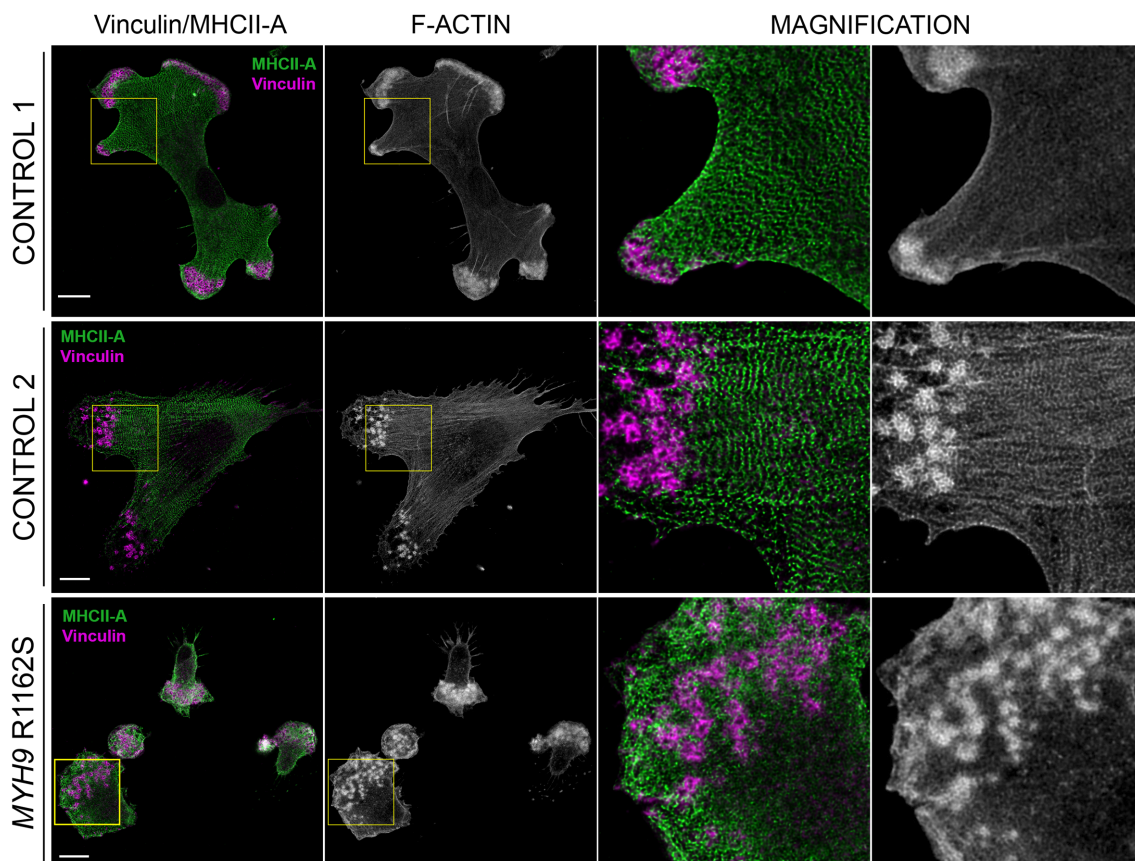 Vinculin/MHCII-A F-ACTIN MAGNIFICATION
CONTROL 1
MHCII-A
Vinculin
CONTROL 2
MHCII-A
Vinculin
MYH9 R1162S
MHCII-A
Vinculin